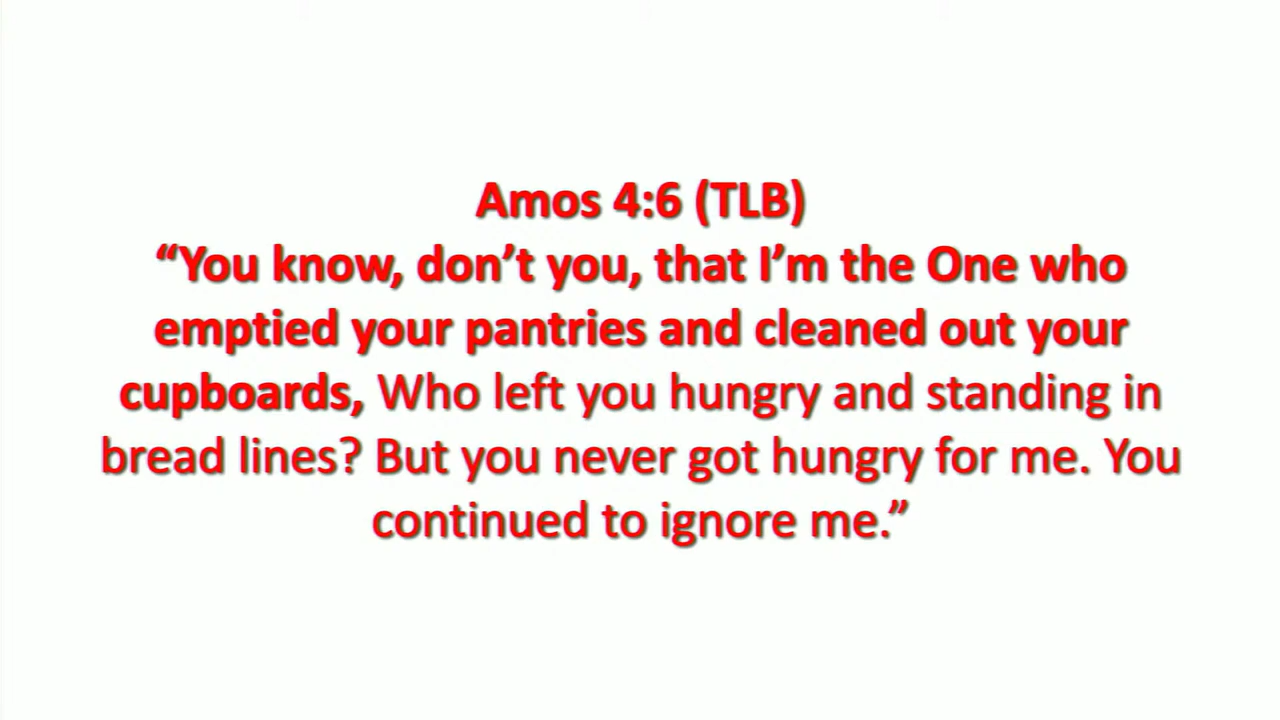 Amos 4:6 (TLB)
“You know, don’t you, that I’m the One who
emptied your pantries and cleaned out your
cupboards, Who left you hungry and standing in
bread lines? But you never got hungry for me. You
continued to ignore me.”